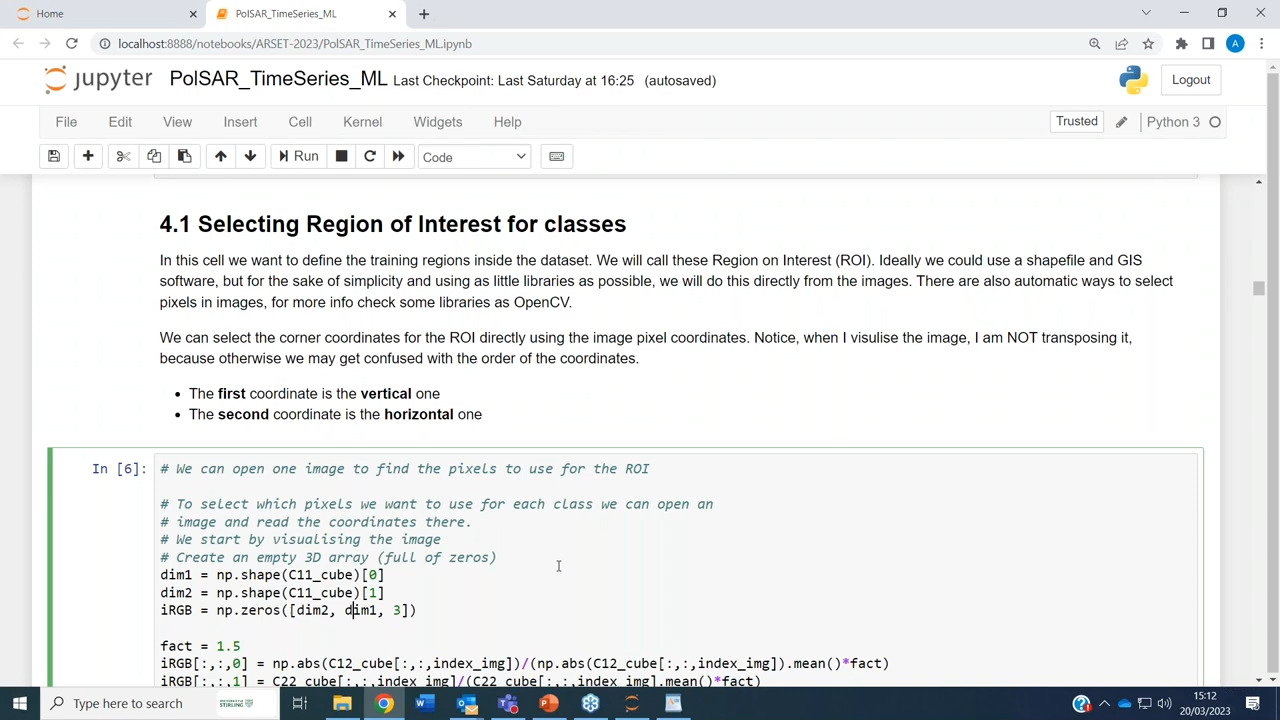 Home
PolSAR_TimeSeries_ML
localhost:8888/notebooks/ARSET-2023/PolSAR_TimeSeries_ML.ipynb
A
jupyter PolSAR_TimeSeries_ML Last Checkpoint: Last Saturday at 16:25 (autosaved)
Logout
File Edit View Insert Cell Kernel Widgets Help
Trusted
Python 3
Run
Code
4.1 Selecting Region of Interest for classes
In this cell we want to define the training regions inside the dataset. We will call these Region on Interest (ROI). Ideally we could use a shapefile and GIS
software, but for the sake of simplicity and using as little libraries as possible, we will do this directly from the images. There are also automatic ways to select
pixels in images, for more info check some libraries as OpenCV.
We can select the corner coordinates for the ROI directly using the image pixel coordinates. Notice, when I visulise the image, I am NOT transposing it,
because otherwise we may get confused with the order of the coordinates.
• The first coordinate is the vertical one
• The second coordinate is the horizontal one
In [6]:
# We can open one image to find the pixels to use for the ROI
# To select which pixels we want to use for each class we can open an
# image and read the coordinates there.
# We start by visualising the image
# Create an empty 3D array (full of zeros)
dim1 = np.shape(C11_cube)[0]
dim2 = np.shape(C11_cube)[1]
iRGB = np.zeros([dim2, dim1, 3])
fact = 1.5
iRGB[:,:,0] = np.abs(C12_cube[:,:,index_img])/(np.abs(C12_cube[:,:,index_img]).mean()*fact)
iRGB[:,:,1] = C22_cube[:,:,index_img]/(C22_cube[:,:,index_img].mean()*fact)
Type here to search
15:12
20/03/2023